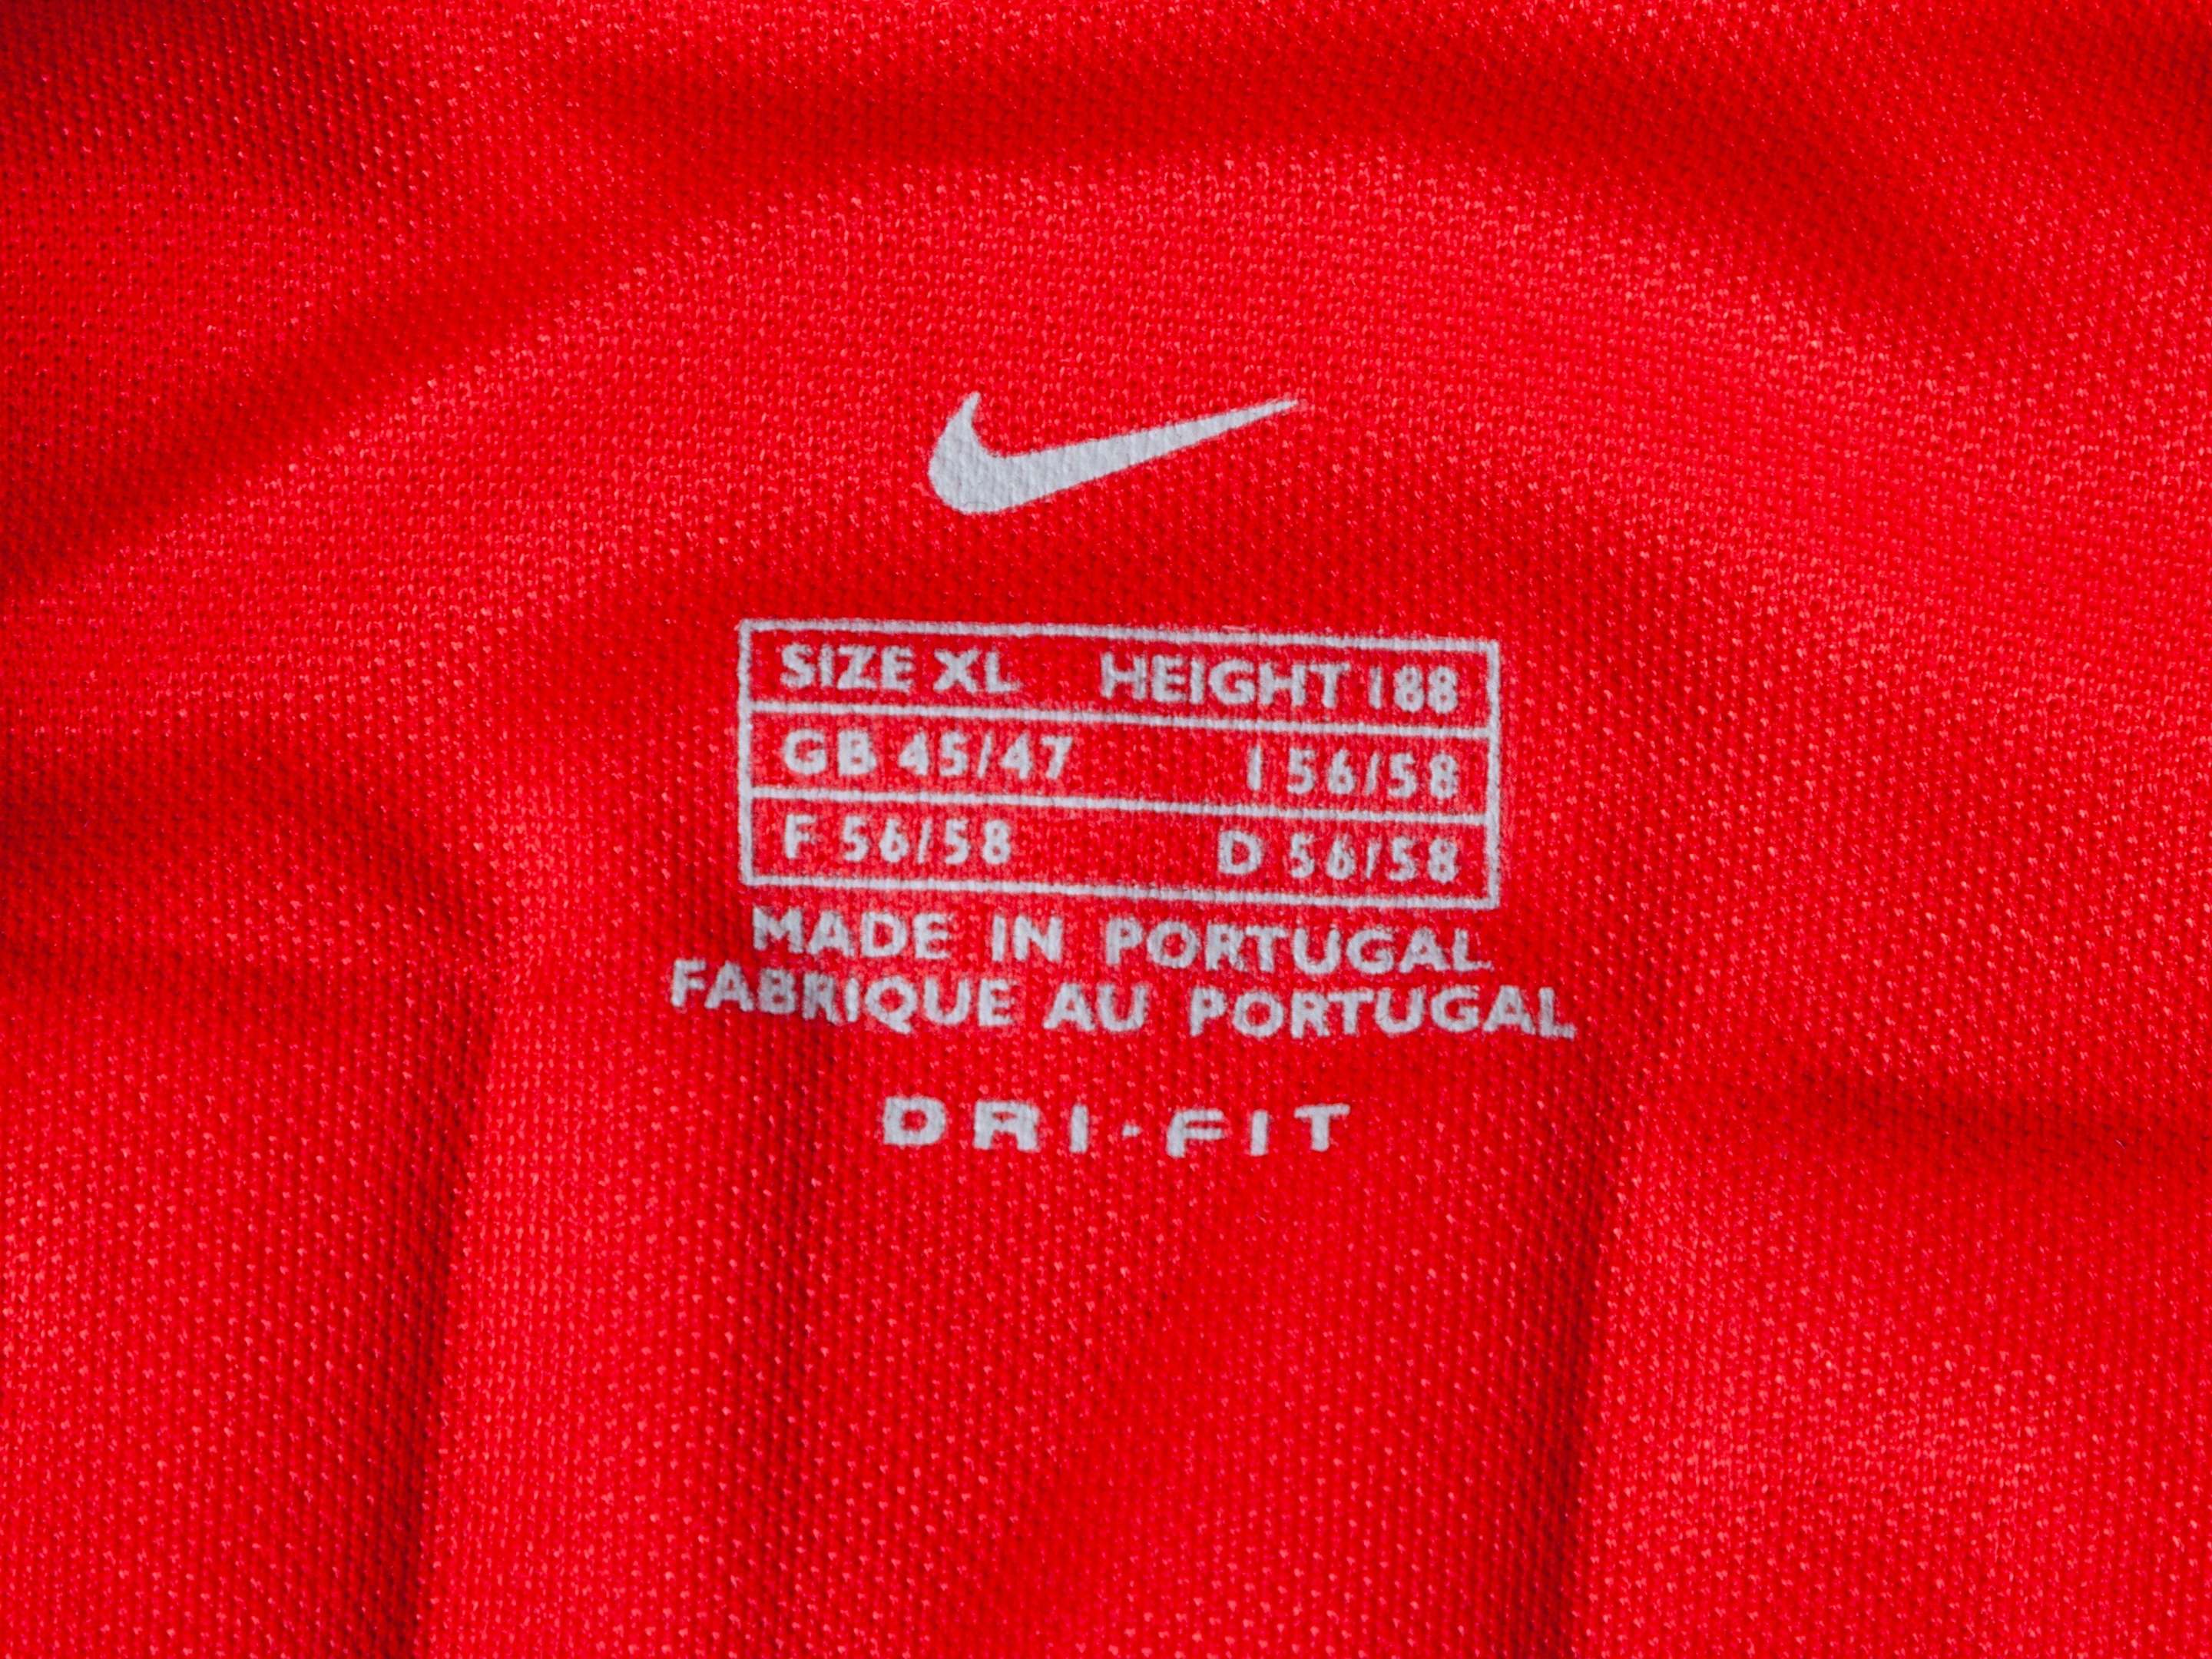 SIZE XL HEIGHT 188
GB 45/47 I 56/58
F 56/58 D 56/58
MADE IN PORTUGAL
FABRIQUE AU PORTUGAL
DRI-FIT